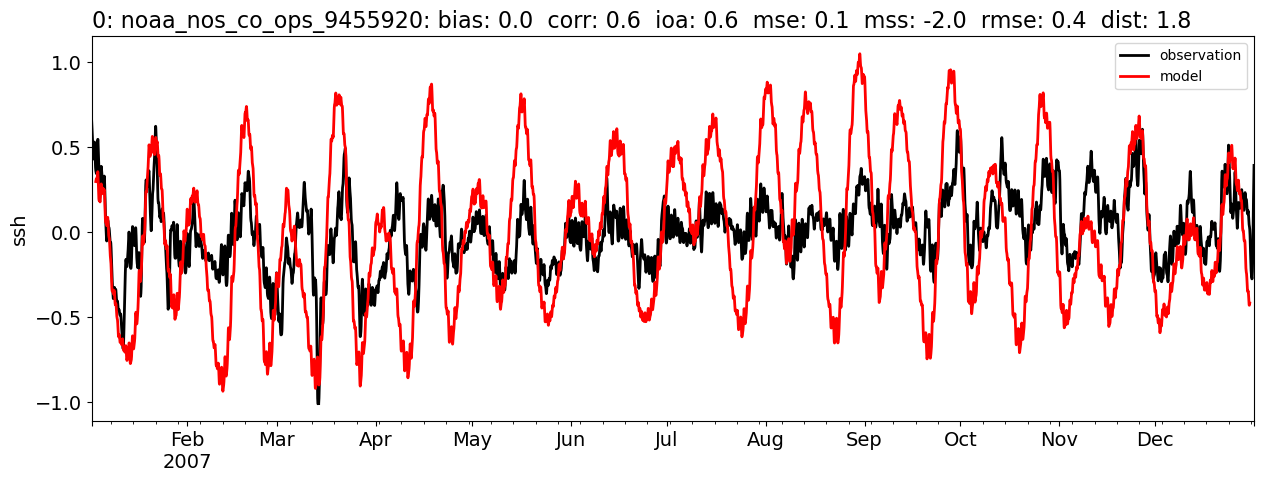 0: noaa_nos_co_ops_9455920: bias: 0.0  corr: 0.6  ioa: 0.6  mse: 0.1  mss: -2.0  rmse: 0.4  dist: 1.8
observation
model
1.0
0.5
0.0
−0.5
−1.0
ssh
Feb Mar Apr May Jun Jul Aug Sep Oct Nov Dec
2007